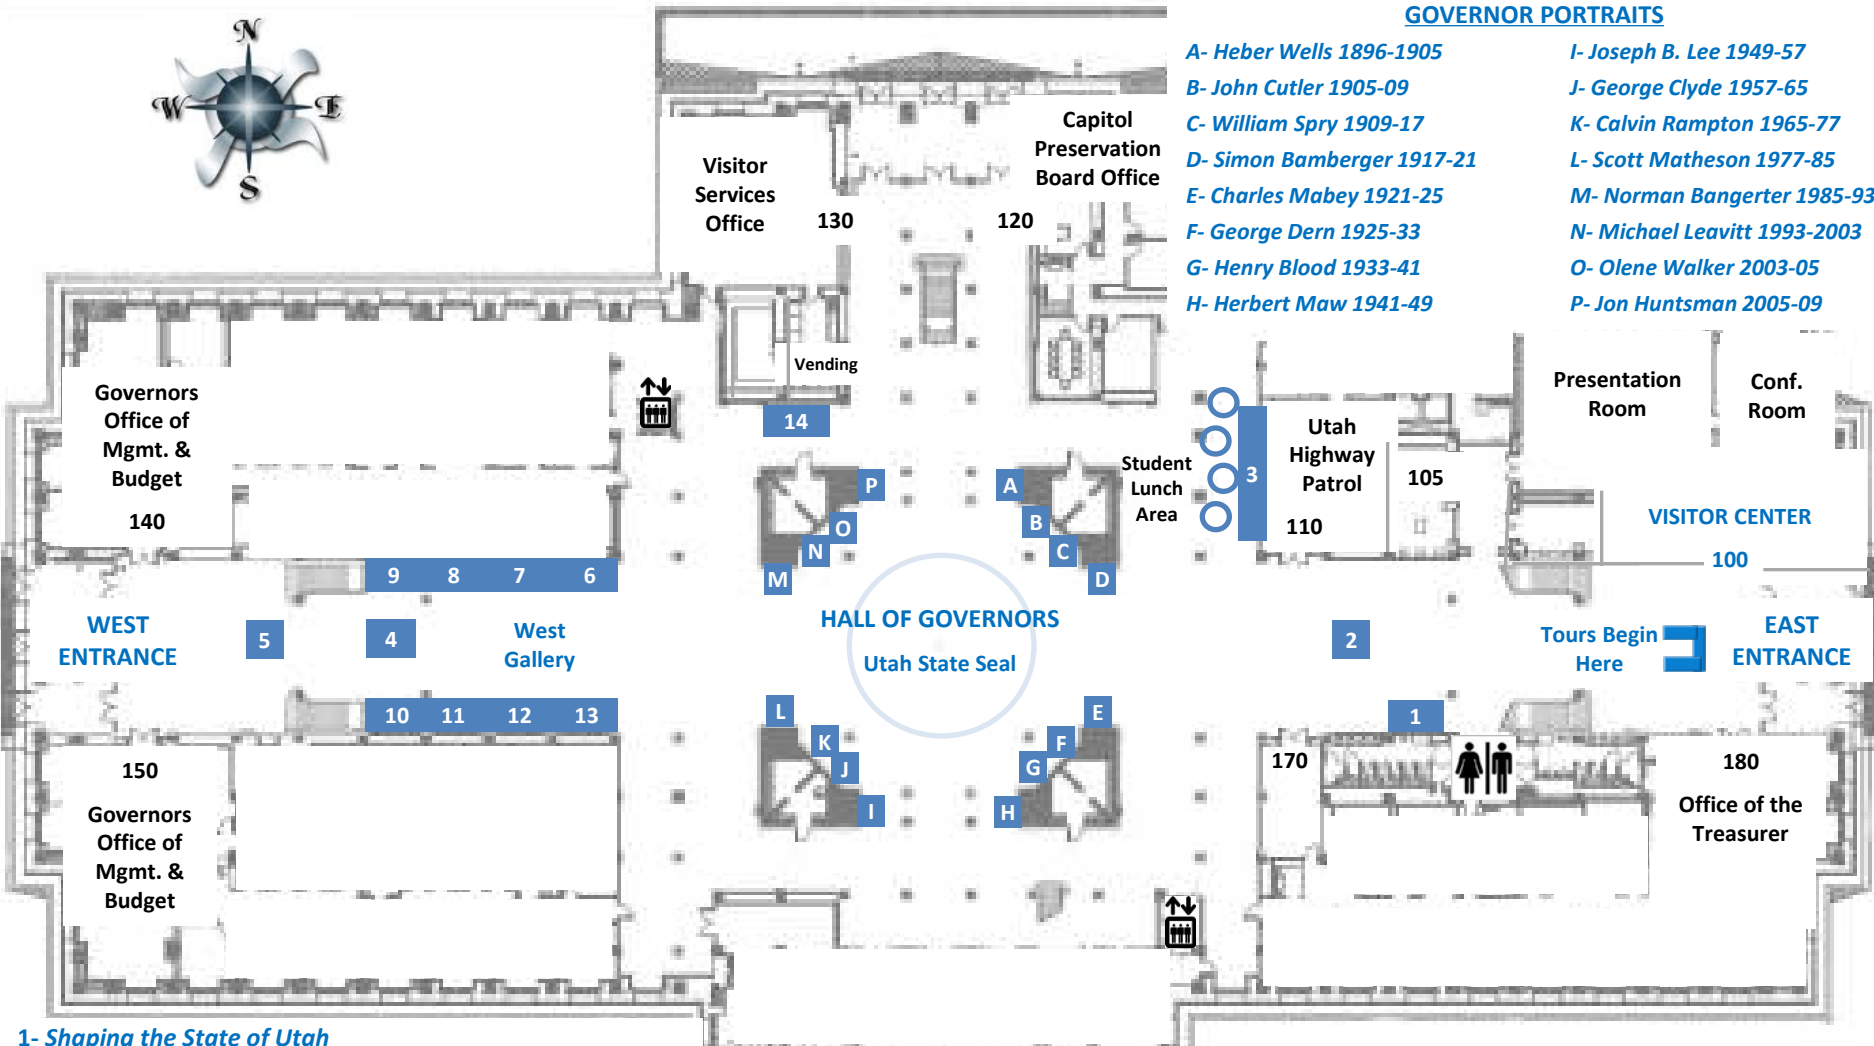 N
W
E
S
GOVERNOR PORTRAITS
A- Heber Wells 1896-1905
B- John Cutler 1905-09
C- William Spry 1909-17
D- Simon Bamberger 1917-21
E- Charles Mabey 1921-25
F- George Dern 1925-33
G- Henry Blood 1933-41
H- Herbert Maw 1941-49
I- Joseph B. Lee 1949-57
J- George Clyde 1957-65
K- Calvin Rampton 1965-77
L- Scott Matheson 1977-85
M- Norman Bangerter 1985-93
N- Michael Leavitt 1993-2003
O- Olene Walker 2003-05
P- Jon Huntsman 2005-09
Visitor
Services
Office
130
Capitol
Preservation
Board Office
120
Vending
14
Governors
Office of
Mgmt. &
Budget
140
Student
Lunch
Area
3
Utah
Highway
Patrol
110
105
Presentation
Room
Conf.
Room
VISITOR CENTER
100
P
O
N
M
A
B
C
D
9
8
7
6
WEST
ENTRANCE
5
4
West
Gallery
HALL OF GOVERNORS
Utah State Seal
2
Tours Begin
Here
EAST
ENTRANCE
10
11
12
13
L
K
J
I
E
F
G
H
1
150
Governors
Office of
Mgmt. &
Budget
170
180
Office of the
Treasurer
1- Shaping the State of Utah